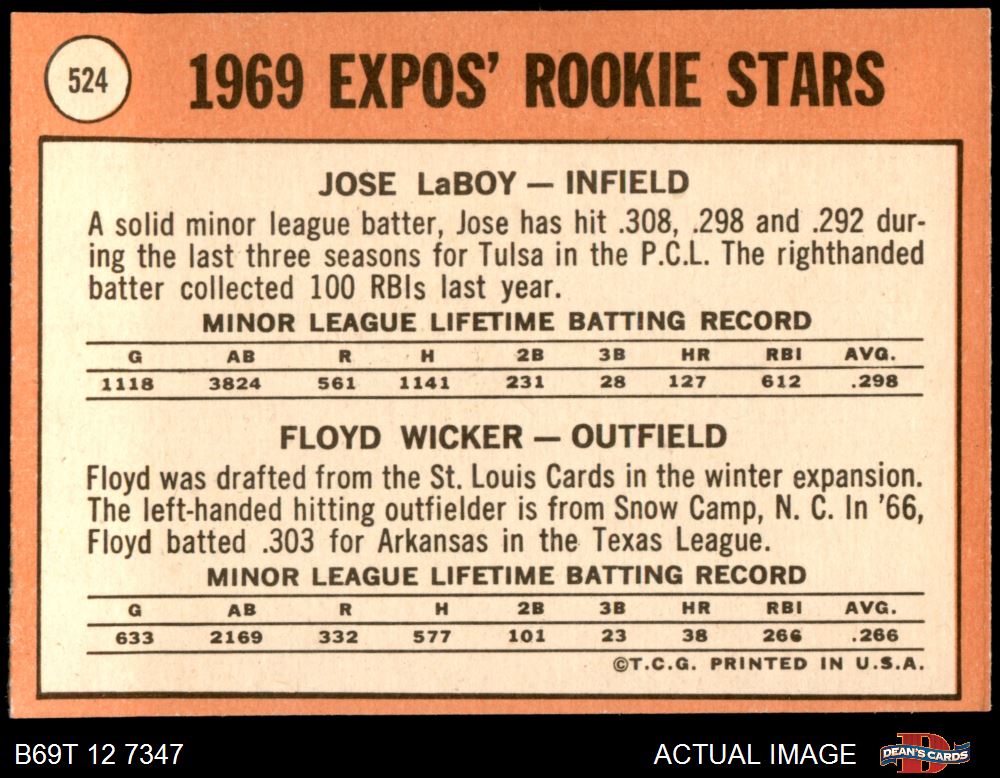 524
1969 EXPOS' ROOKIE STARS
JOSE LaBOY — INFIELD
A solid minor league batter, Jose has hit .308, .298 and .292 dur-
ing the last three seasons for Tulsa in the P.C.L. The righthanded
batter collected 100 RBIs last year.
MINOR LEAGUE LIFETIME BATTING RECORD
G AB R H 2B 3B HR RBI AVG.
1118 3824 561 1141 231 28 127 612 .298
FLOYD WICKER — OUTFIELD
Floyd was drafted from the St. Louis Cards in the winter expansion.
The left-handed hitting outfielder is from Snow Camp, N. C. In '66,
Floyd batted .303 for Arkansas in the Texas League.
MINOR LEAGUE LIFETIME BATTING RECORD
G AB R H 2B 3B HR RBI AVG.
633 2169 332 577 101 23 38 266 .266
©T.C.G. PRINTED IN U.S.A.
B69T 12 7347 ACTUAL IMAGE DEAN'S CARDS